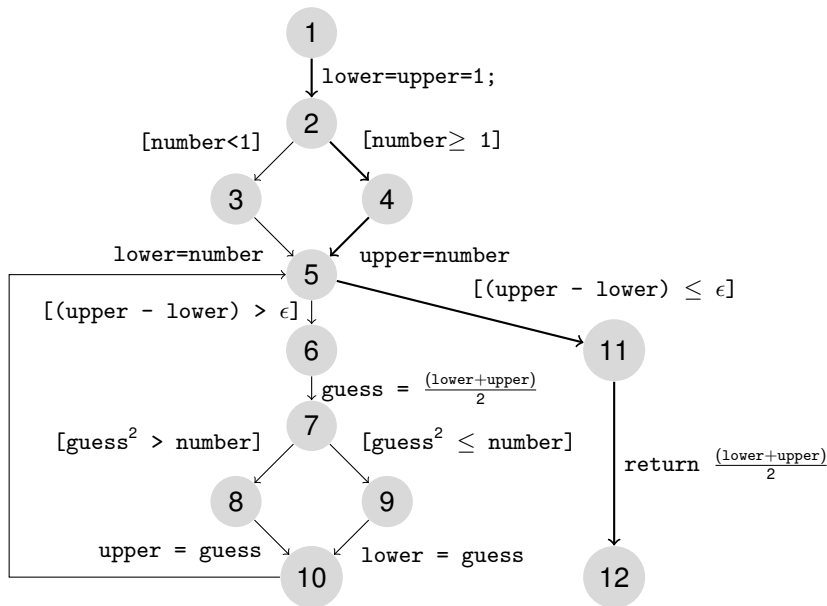 1
lower=upper=1;
2
[number<1] [number≥ 1]
3 4
lower=number upper=number
5
[(upper - lower) > ϵ] [(upper - lower) ≤ ϵ]
6 11
guess = (lower+upper)/2
7
[guess² > number] [guess² ≤ number]
8 9
return (lower+upper)/2
upper = guess lower = guess
10 12